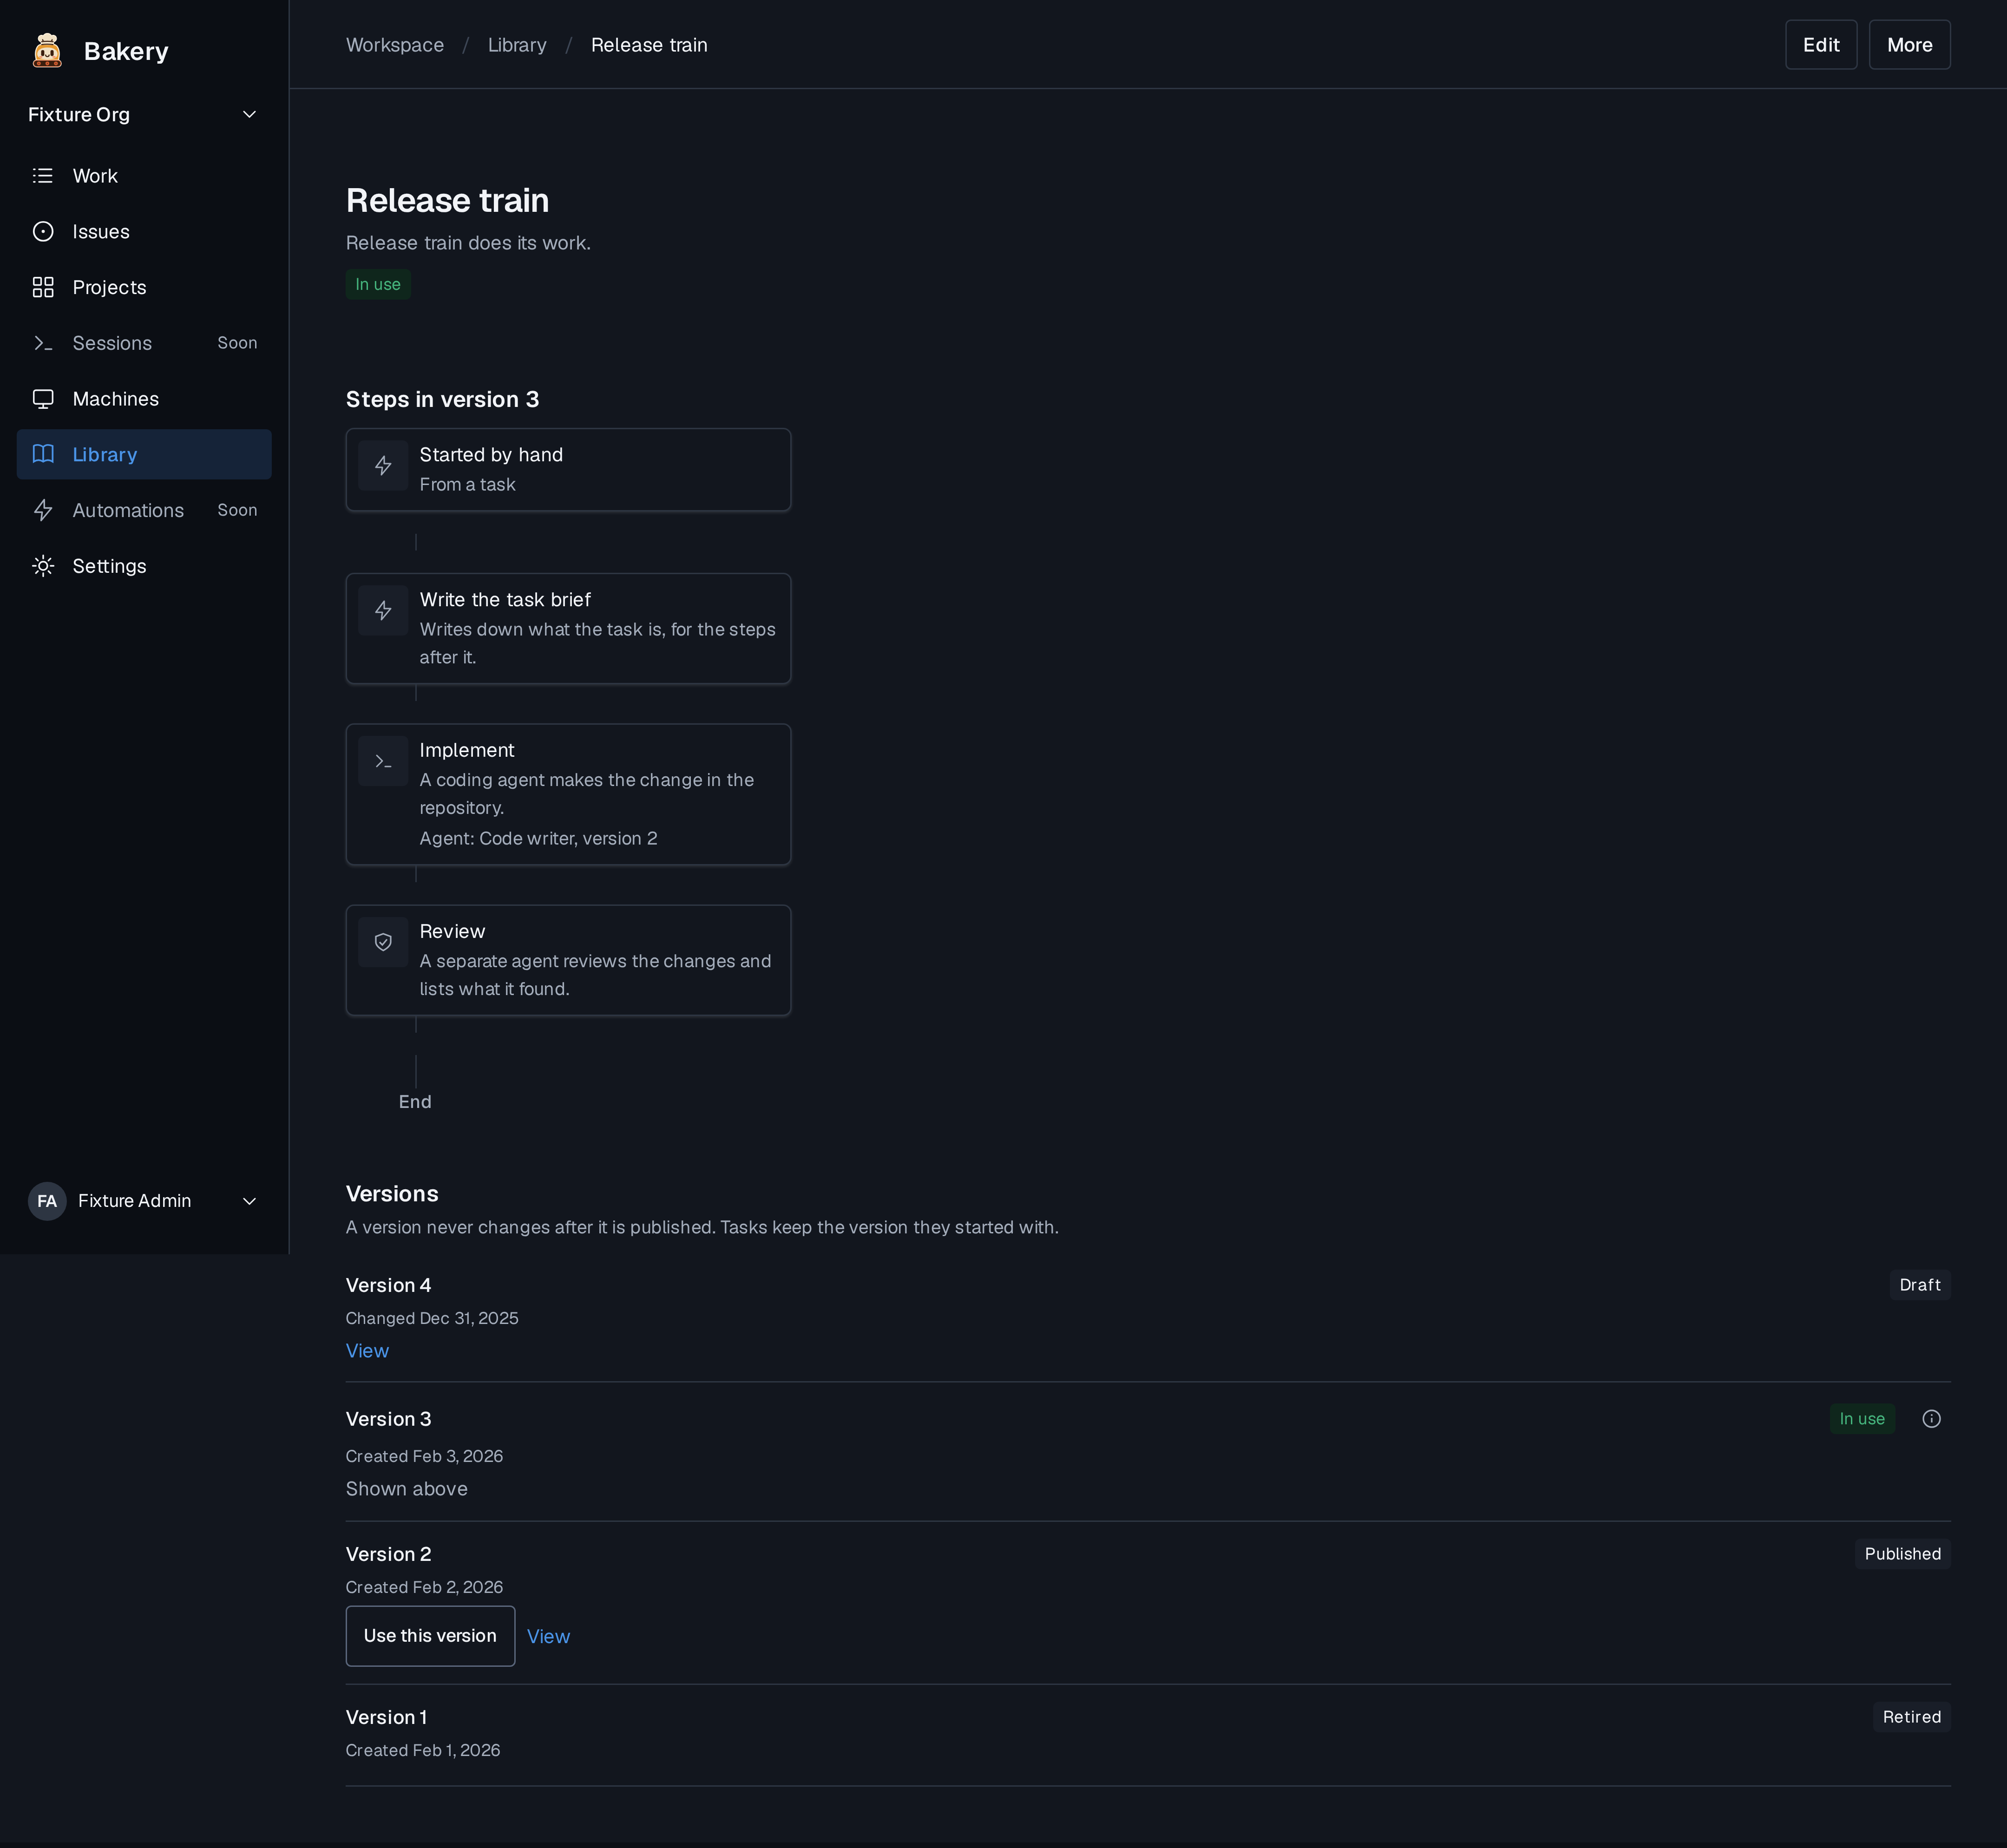 Bakery
Fixture Org
Work
Issues
Projects
Sessions Soon
Machines
Library
Automations Soon
Settings
FA Fixture Admin
Workspace / Library / Release train
Edit More
Release train
Release train does its work.
In use
Steps in version 3
Started by hand
From a task
Write the task brief
Writes down what the task is, for the steps
after it.
Implement
A coding agent makes the change in the
repository.
Agent: Code writer, version 2
Review
A separate agent reviews the changes and
lists what it found.
End
Versions
A version never changes after it is published. Tasks keep the version they started with.
Version 4 Draft
Changed Dec 31, 2025
View
Version 3 In use
Created Feb 3, 2026
Shown above
Version 2 Published
Created Feb 2, 2026
Use this version View
Version 1 Retired
Created Feb 1, 2026